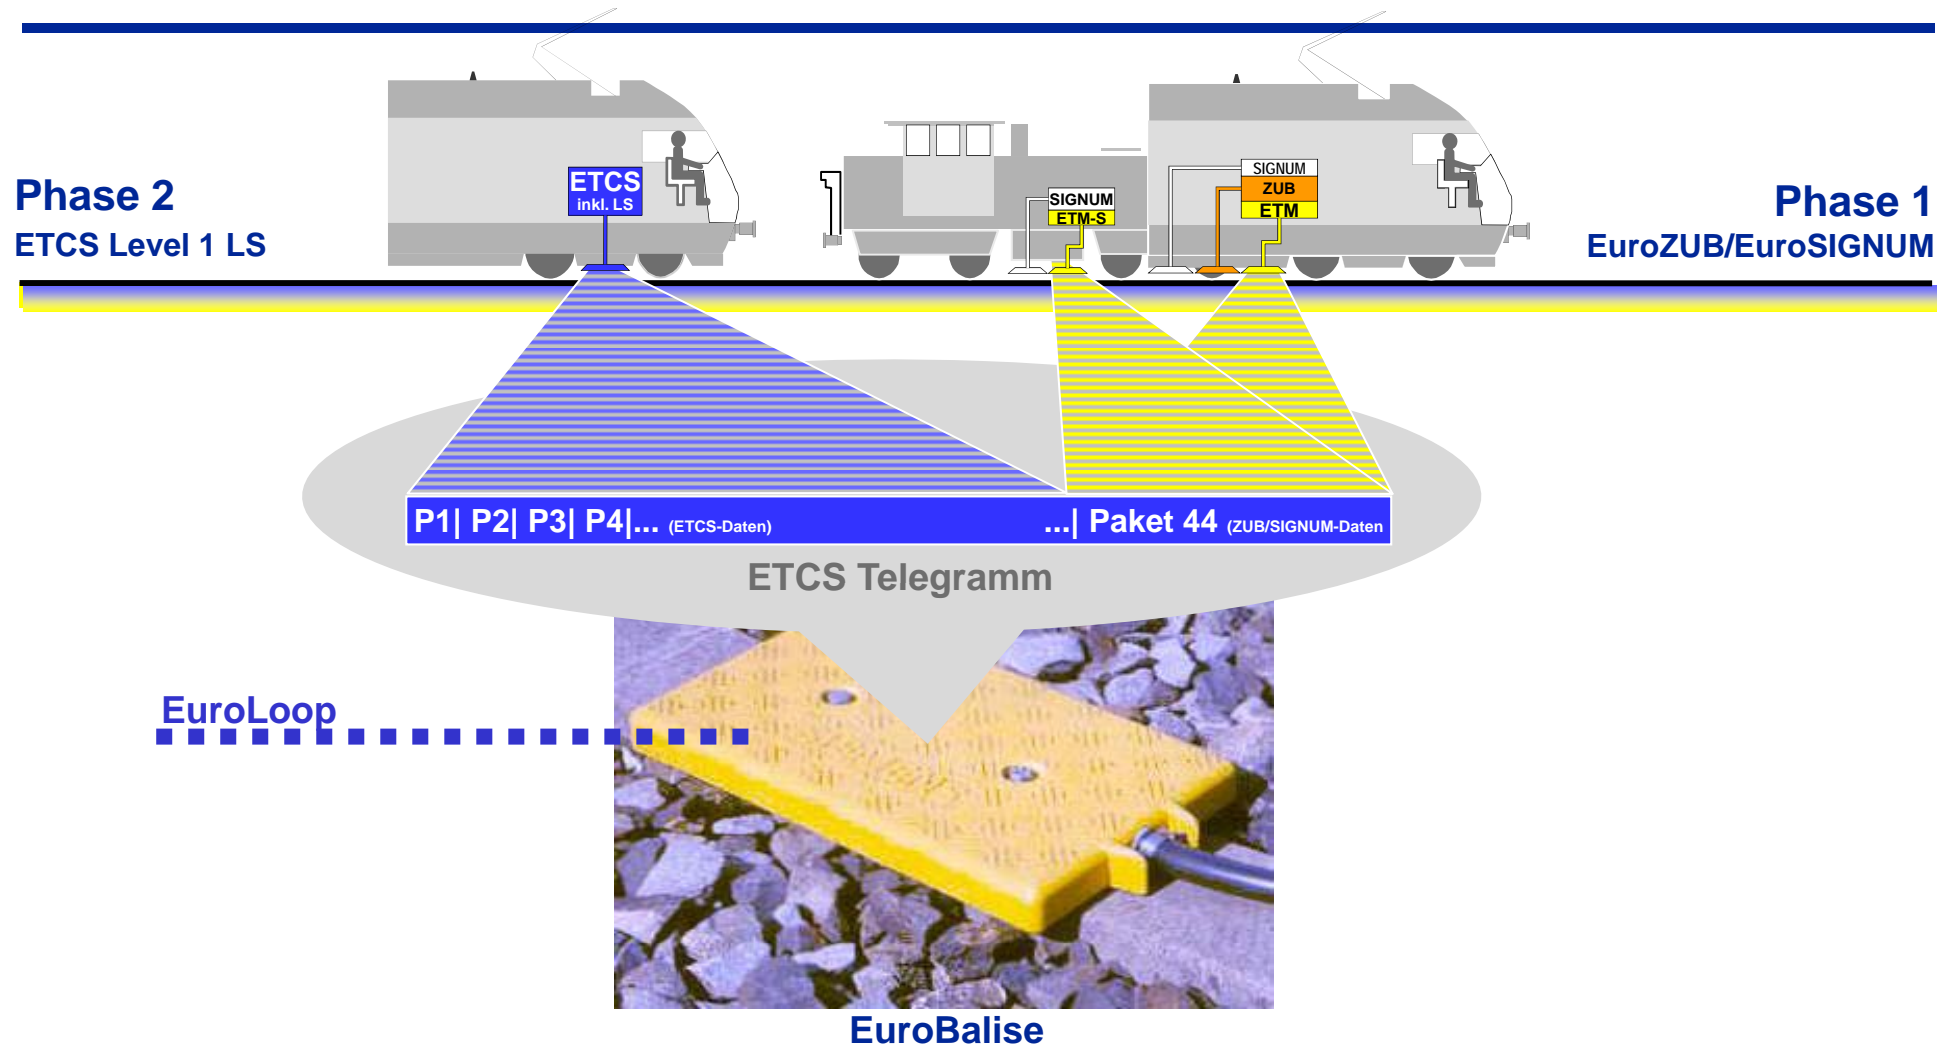 Phase 2
ETCS Level 1 LS
ETCS
inkl. LS
SIGNUM
ETM-S
SIGNUM
ZUB
ETM
Phase 1
EuroZUB/EuroSIGNUM
P1| P2| P3| P4|... (ETCS-Daten)
...| Paket 44 (ZUB/SIGNUM-Daten
ETCS Telegramm
EuroLoop
EuroBalise